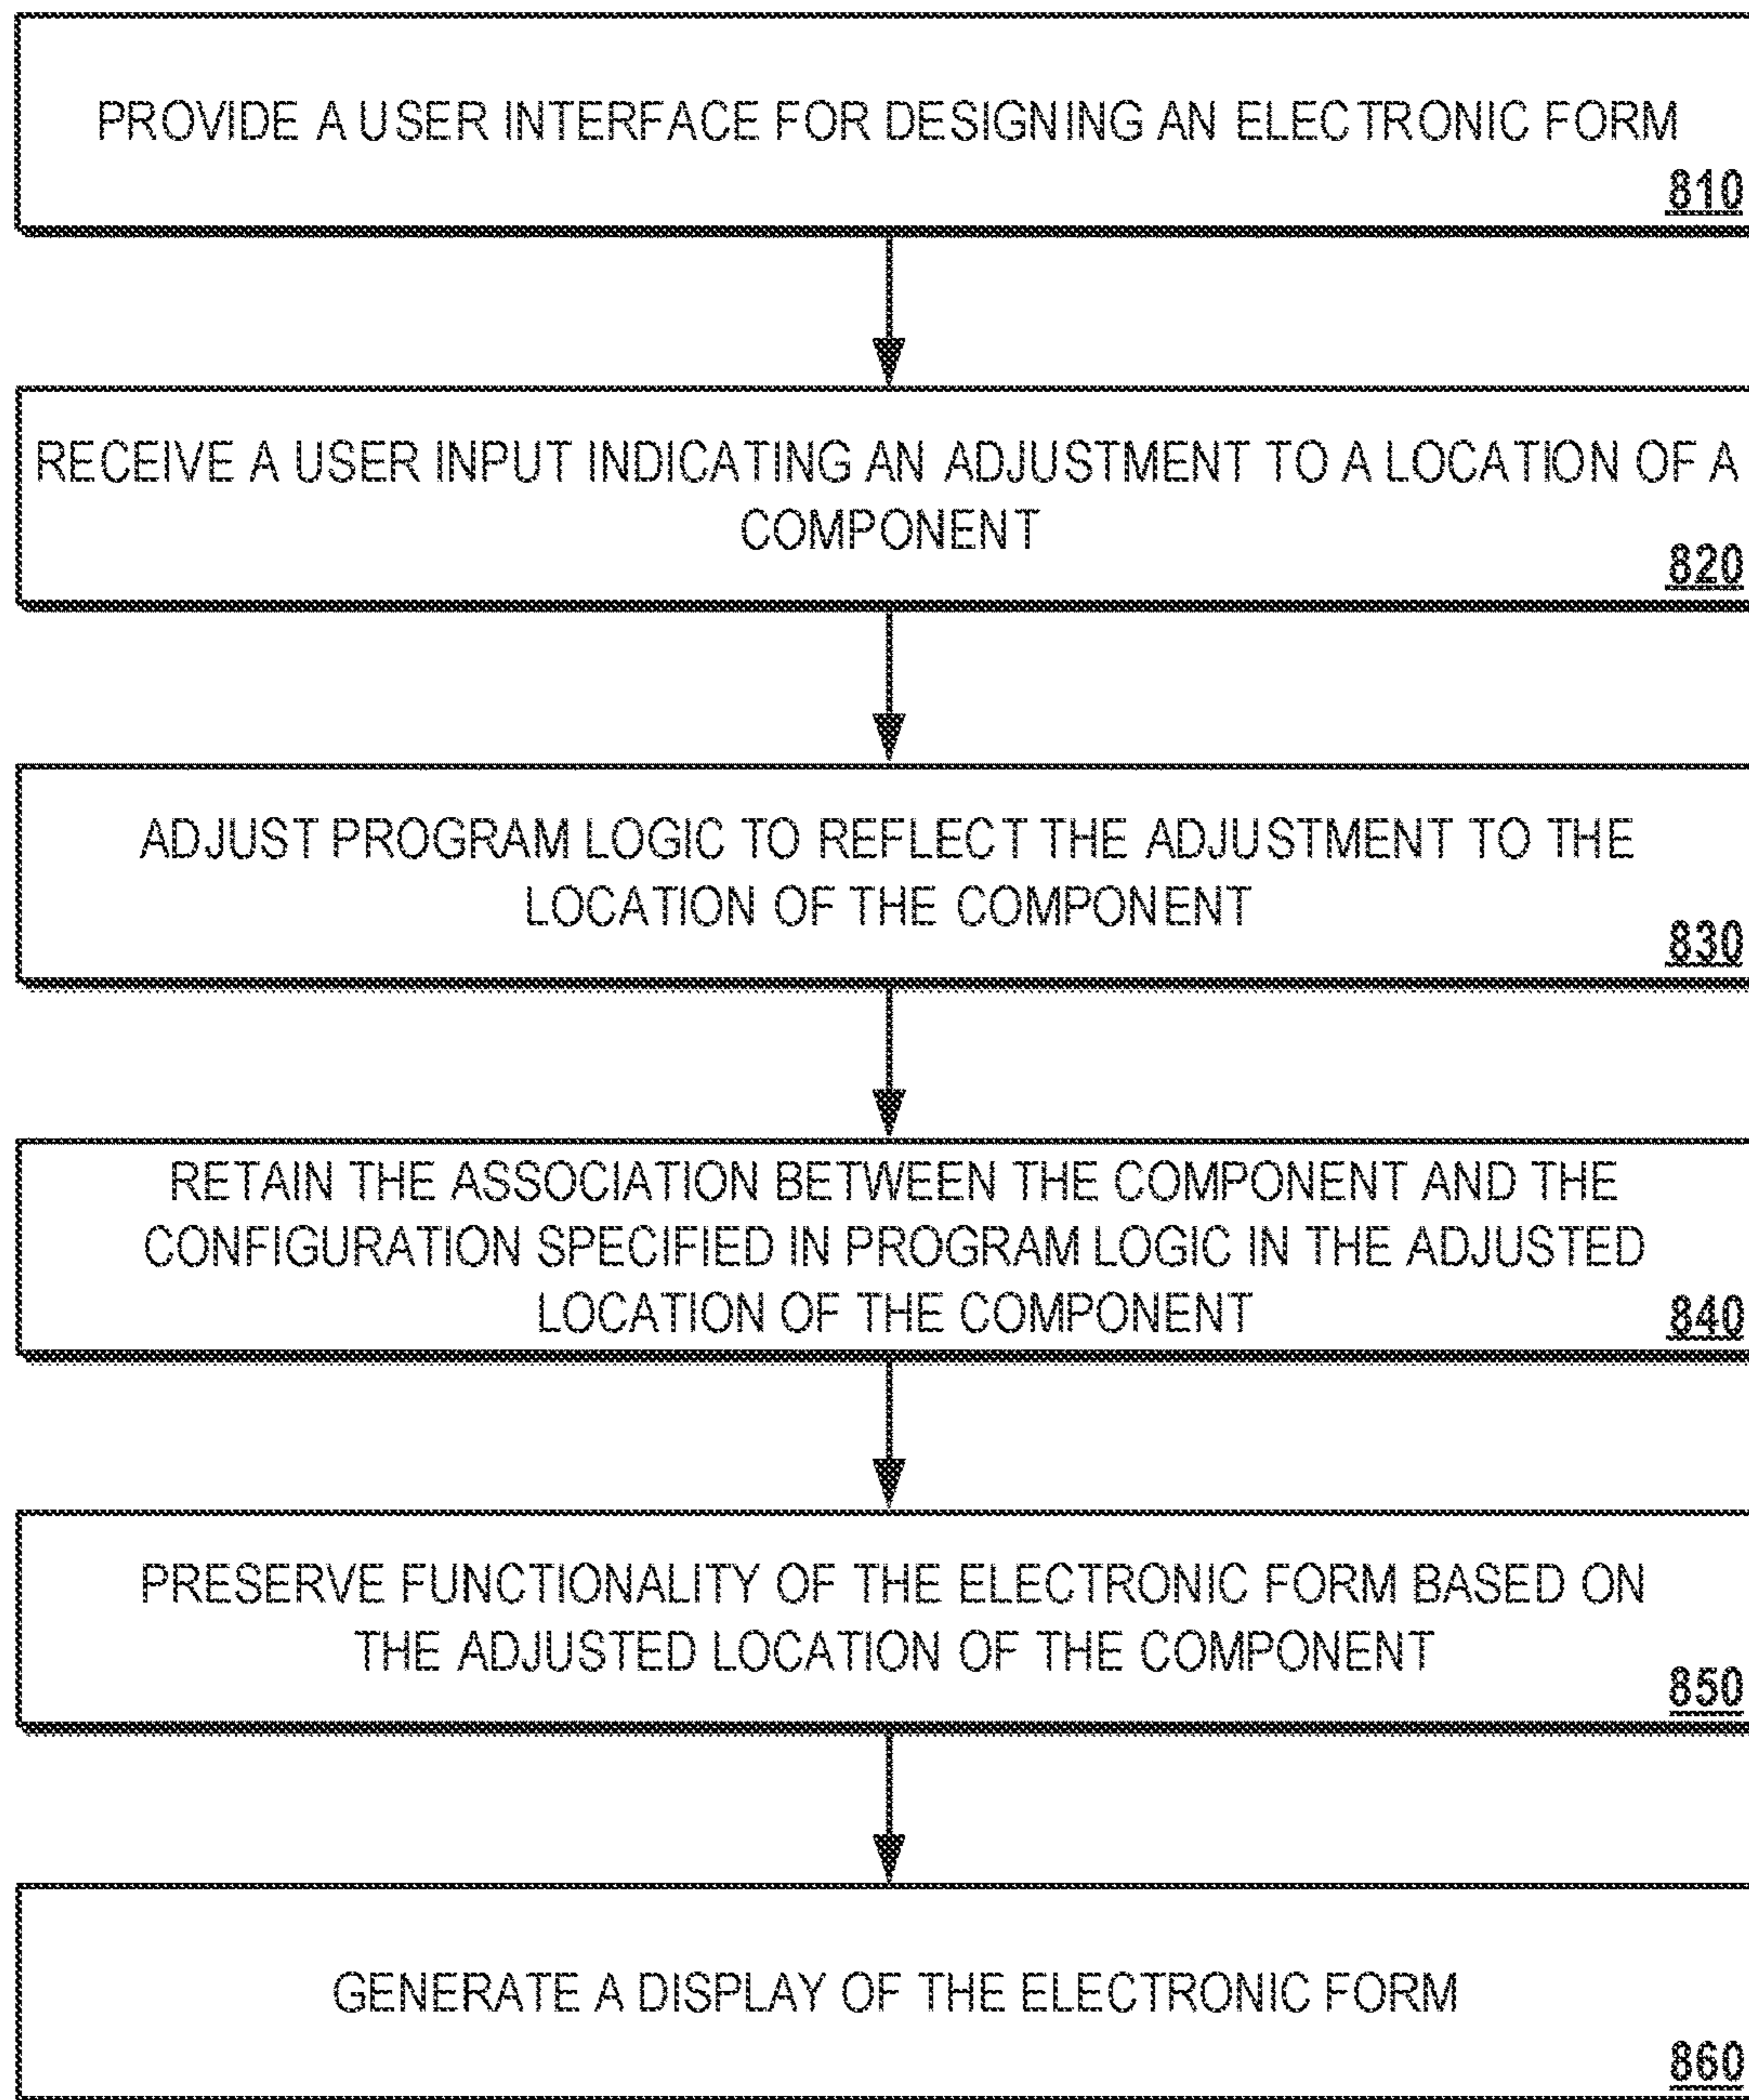 PROVIDE A USER INTERFACE FOR DESIGNING AN ELECTRONIC FORM
810
RECEIVE A USER INPUT INDICATING AN ADJUSTMENT TO A LOCATION OF A
COMPONENT
820
ADJUST PROGRAM LOGIC TO REFLECT THE ADJUSTMENT TO THE
LOCATION OF THE COMPONENT
830
RETAIN THE ASSOCIATION BETWEEN THE COMPONENT AND THE
CONFIGURATION SPECIFIED IN PROGRAM LOGIC IN THE ADJUSTED
LOCATION OF THE COMPONENT
840
PRESERVE FUNCTIONALITY OF THE ELECTRONIC FORM BASED ON
THE ADJUSTED LOCATION OF THE COMPONENT
850
GENERATE A DISPLAY OF THE ELECTRONIC FORM
860